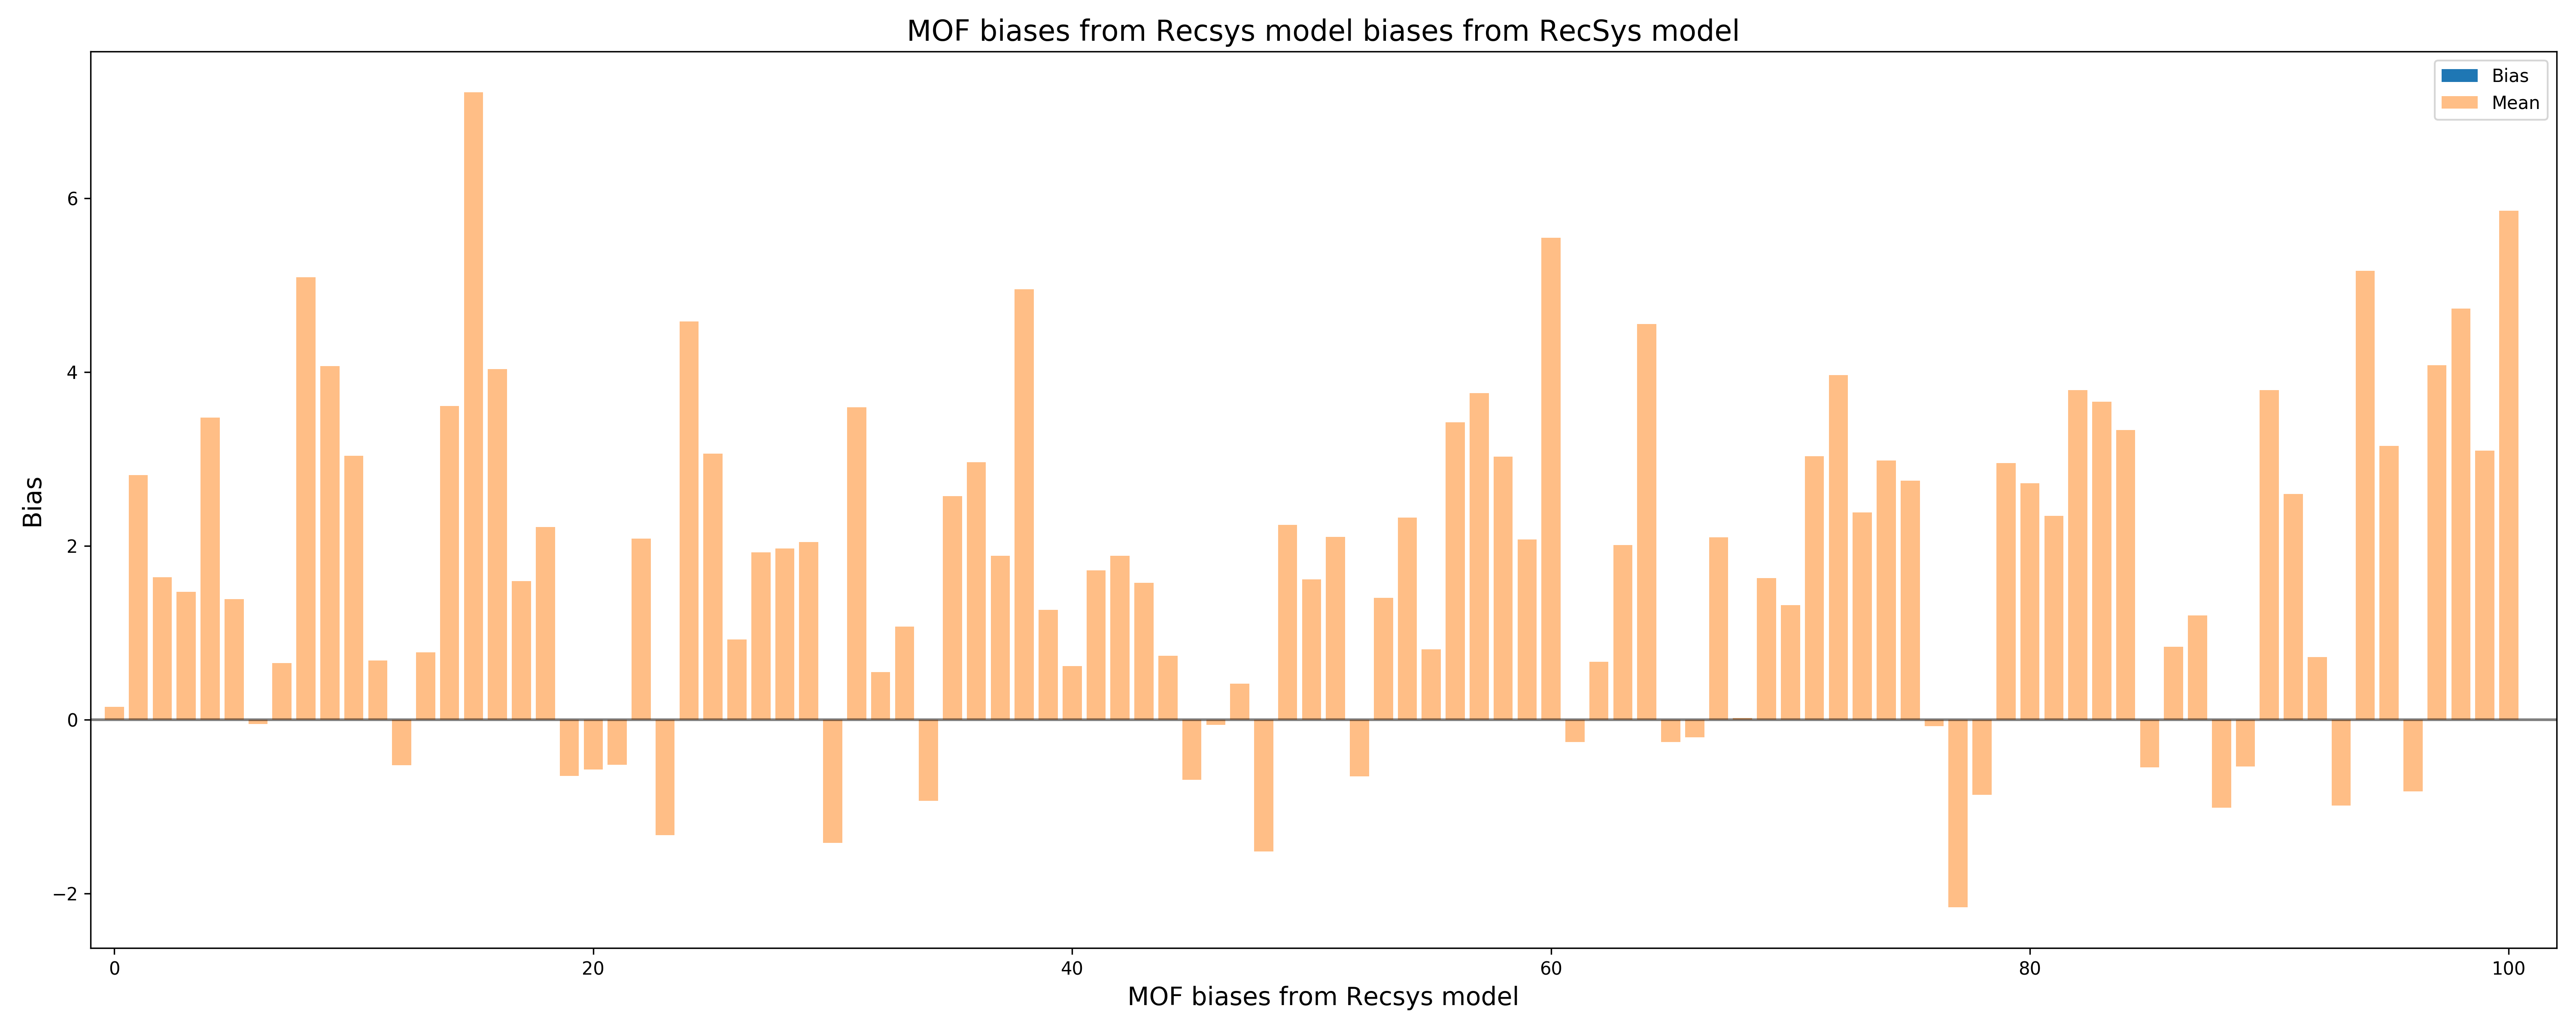 MOF biases from Recsys model biases from RecSys model
Bias
Mean
Bias
6
4
2
0
−2
0 20 40 60 80 100
MOF biases from Recsys model